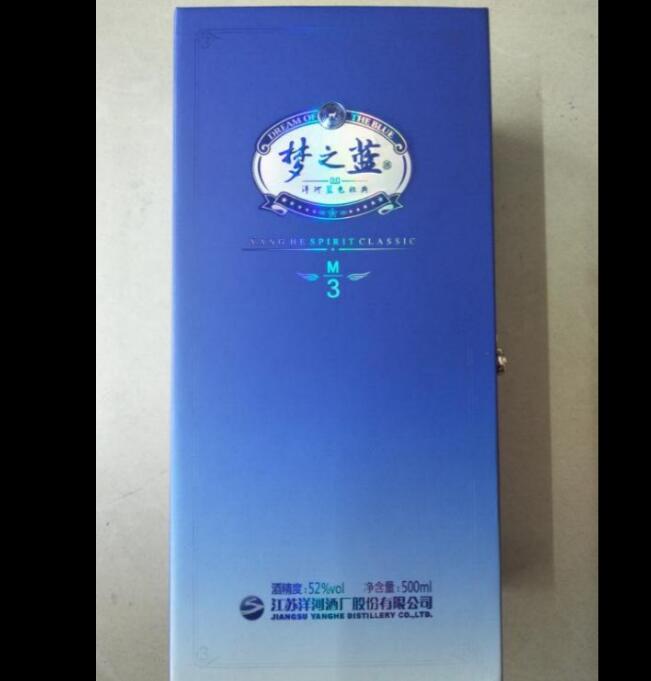 DREAM OF THE BLUE
梦之蓝
洋河蓝色经典
YANG HE SPIRIT CLASSIC
M
3
酒精度:52%vol 净含量:500ml
江苏洋河酒厂股份有限公司
JIANGSU YANGHE DISTILLERY CO.,LTD.